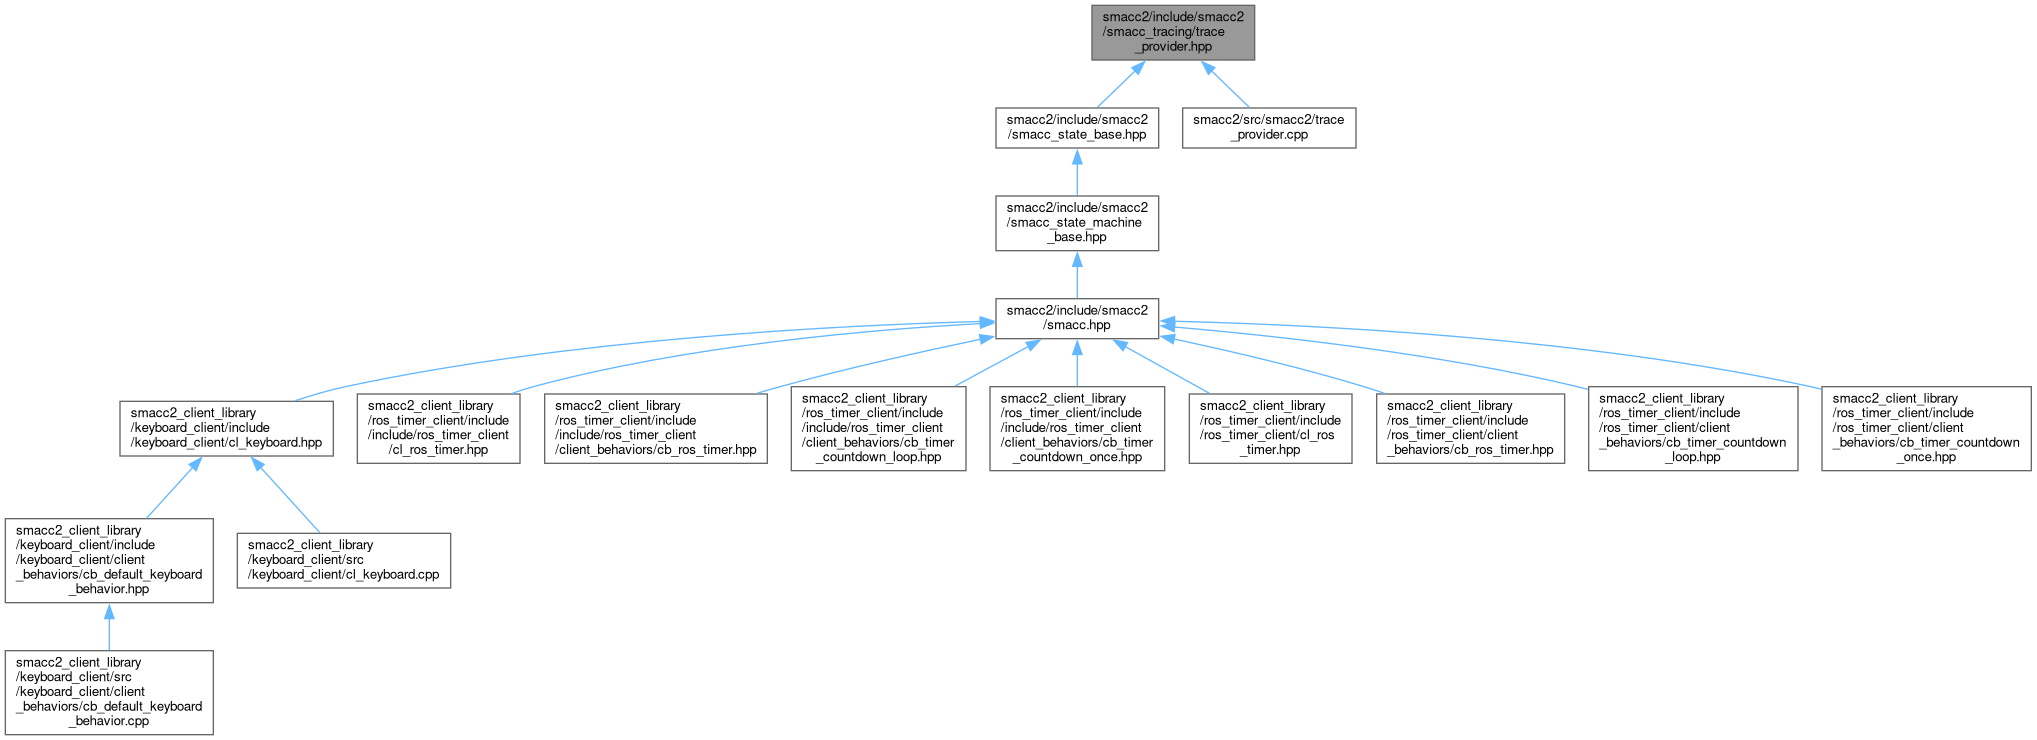 smacc2/include/smacc2
/smacc_tracing/trace
_provider.hpp
smacc2/include/smacc2
/smacc_state_base.hpp
smacc2/src/smacc2/trace
_provider.cpp
smacc2/include/smacc2
/smacc_state_machine
_base.hpp
smacc2/include/smacc2
/smacc.hpp
smacc2_client_library
/keyboard_client/include
/keyboard_client/cl_keyboard.hpp
smacc2_client_library
/ros_timer_client/include
/include/ros_timer_client
/cl_ros_timer.hpp
smacc2_client_library
/ros_timer_client/include
/include/ros_timer_client
/client_behaviors/cb_ros_timer.hpp
smacc2_client_library
/ros_timer_client/include
/include/ros_timer_client
/client_behaviors/cb_timer
_countdown_loop.hpp
smacc2_client_library
/ros_timer_client/include
/include/ros_timer_client
/client_behaviors/cb_timer
_countdown_once.hpp
smacc2_client_library
/ros_timer_client/include
/ros_timer_client/cl_ros
_timer.hpp
smacc2_client_library
/ros_timer_client/include
/ros_timer_client/client
_behaviors/cb_ros_timer.hpp
smacc2_client_library
/ros_timer_client/include
/ros_timer_client/client
_behaviors/cb_timer_countdown
_loop.hpp
smacc2_client_library
/ros_timer_client/include
/ros_timer_client/client
_behaviors/cb_timer_countdown
_once.hpp
smacc2_client_library
/keyboard_client/include
/keyboard_client/client
_behaviors/cb_default_keyboard
_behavior.hpp
smacc2_client_library
/keyboard_client/src
/keyboard_client/cl_keyboard.cpp
smacc2_client_library
/keyboard_client/src
/keyboard_client/client
_behaviors/cb_default_keyboard
_behavior.cpp